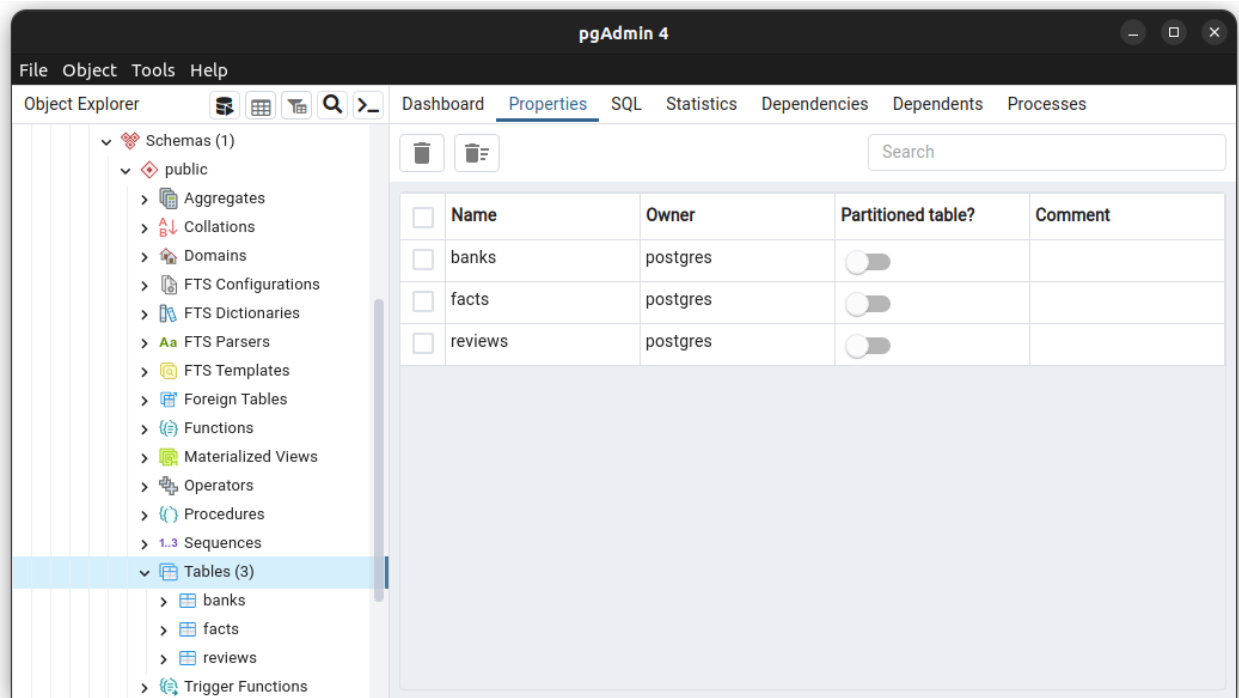 pgAdmin 4
File Object Tools Help
Object Explorer
Dashboard Properties SQL Statistics Dependencies Dependents Processes
Schemas (1)
public
Aggregates
Collations
Domains
FTS Configurations
FTS Dictionaries
Aa FTS Parsers
FTS Templates
Foreign Tables
Functions
Materialized Views
Operators
Procedures
1..3 Sequences
Tables (3)
banks
facts
reviews
Trigger Functions
Search
Name Owner Partitioned table? Comment
banks postgres
facts postgres
reviews postgres